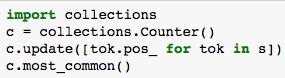 import collections
c = collections.Counter()
c.update([tok.pos_ for tok in s])
c.most_common()